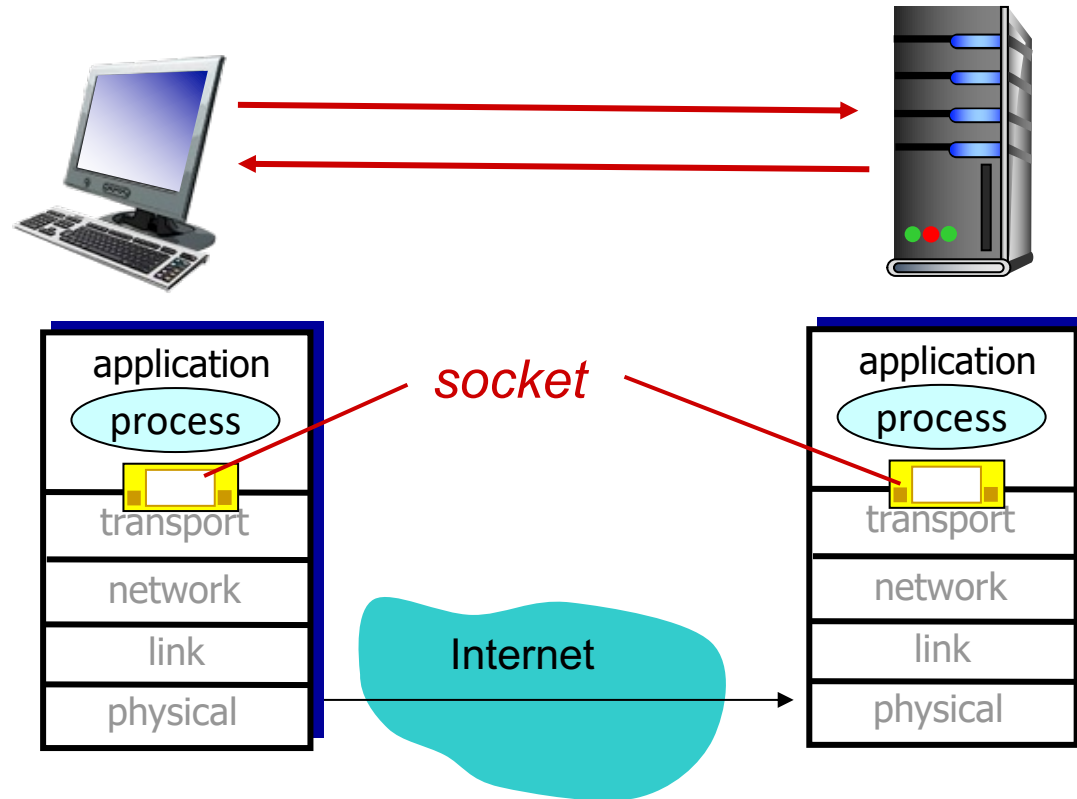 application
process
transport
network
link
physical
socket
Internet
application
process
transport
network
link
physical